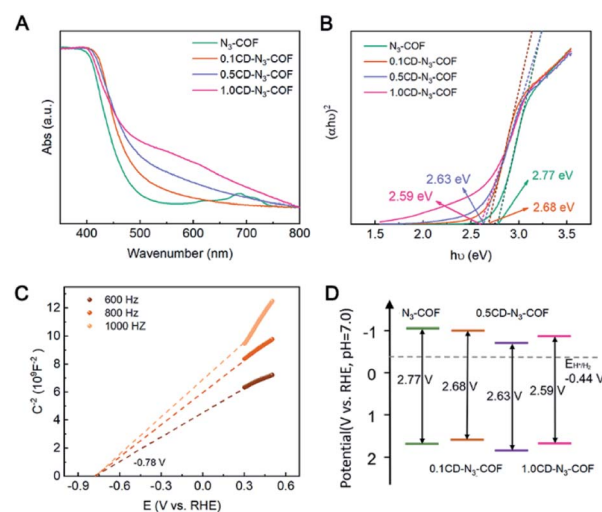 A
N₃-COF
0.1CD-N₃-COF
0.5CD-N₃-COF
1.0CD-N₃-COF
Abs (a.u.)
400 500 600 700 800
Wavenumber (nm)
B
N₃-COF
0.1CD-N₃-COF
0.5CD-N₃-COF
1.0CD-N₃-COF
(αhυ)²
2.63 eV
2.59 eV
2.77 eV
2.68 eV
1.5 2.0 2.5 3.0 3.5
hυ (eV)
C
600 Hz
800 Hz
1000 HZ
C⁻² (10⁹F⁻²)
12
10
8
6
4
2
0
-0.78 V
-0.9 -0.6 -0.3 0.0 0.3 0.6
E (V vs. RHE)
D
N₃-COF
0.5CD-N₃-COF
Potential(V vs. RHE, pH=7.0)
-1
0
1
2
2.77 V
2.68 V
2.63 V
2.59 V
E_H⁺/H₂
-0.44 V
0.1CD-N₃-COF
1.0CD-N₃-COF